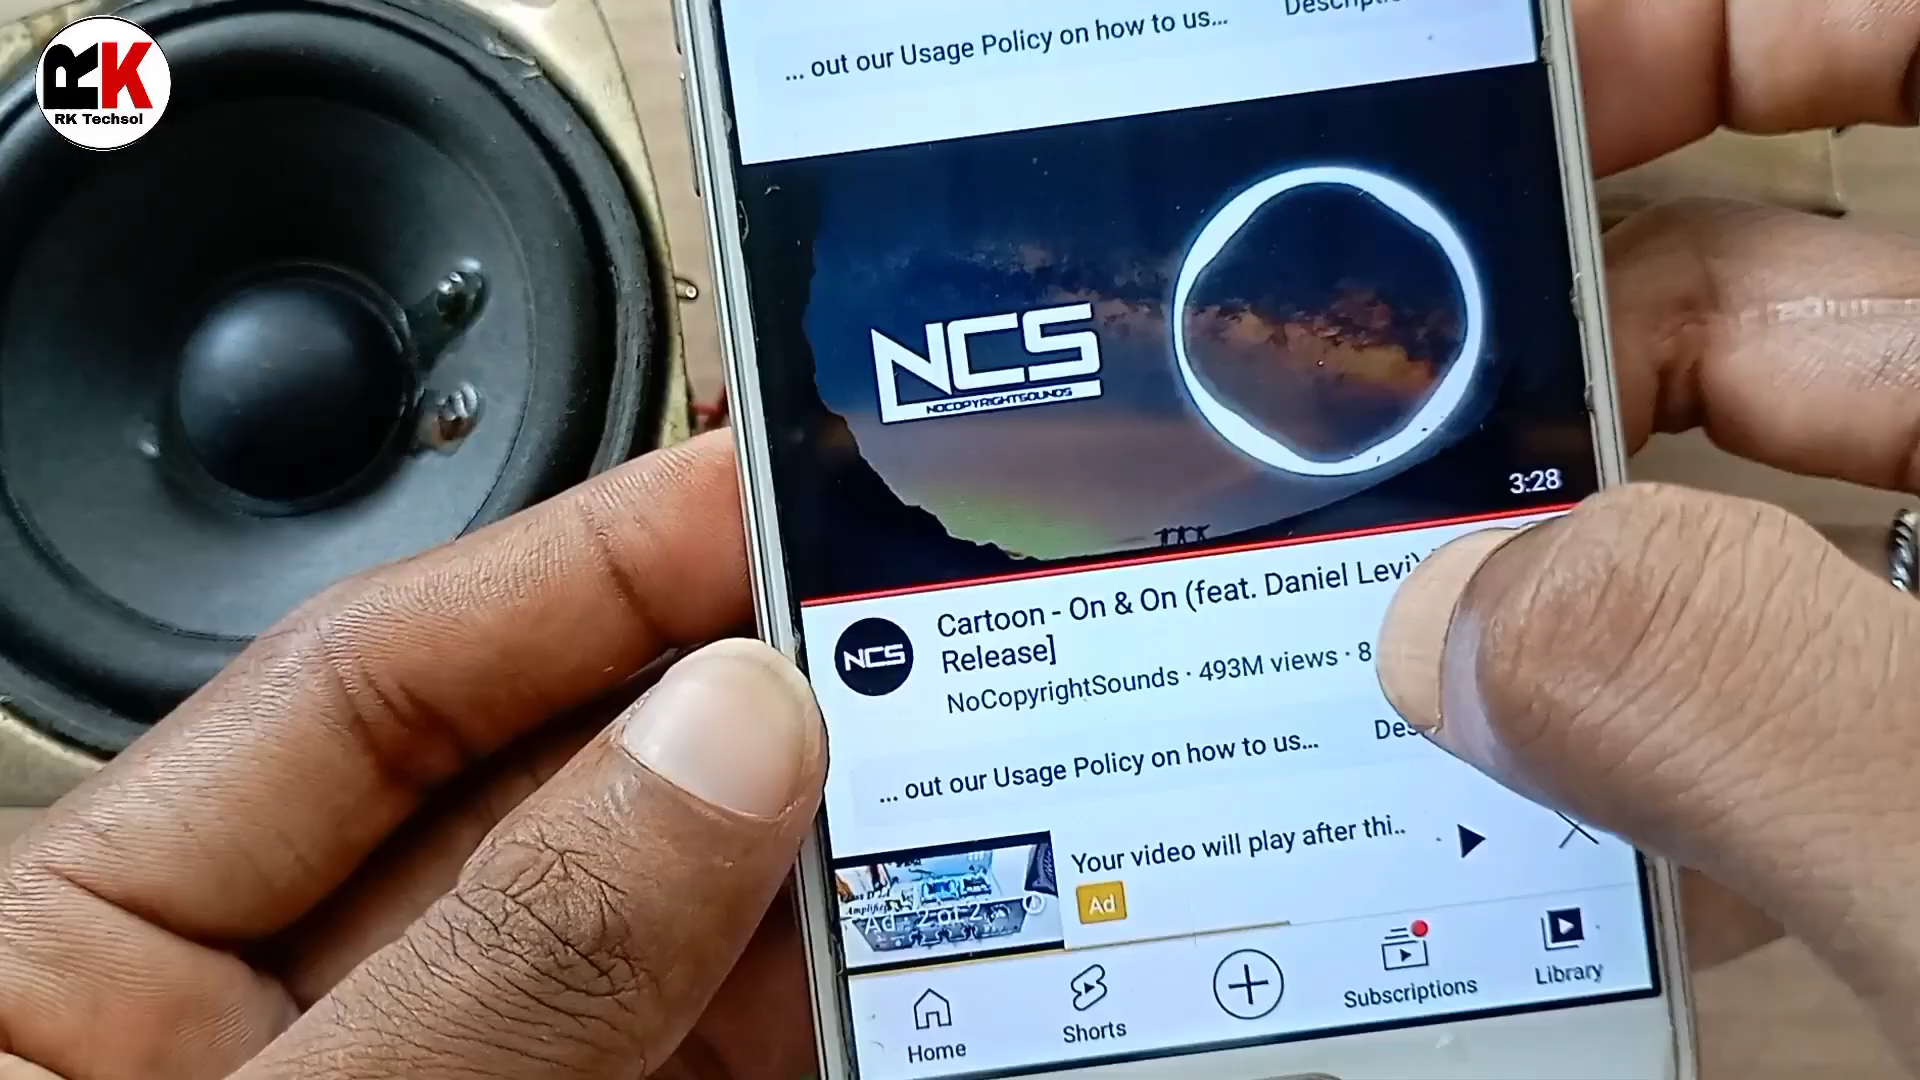 RK
RK Techsol
... out our Usage Policy on how to us...
NCS
NOCOPYRIGHTSOUNDS
3:28
NCS
Cartoon - On & On (feat. Daniel Levi)
Release]
NoCopyrightSounds · 493M views · 8
... out our Usage Policy on how to us...
Your video will play after thi..
Ad
Amplifier
Ad · 2 of 2
Home
Shorts
Subscriptions
Library